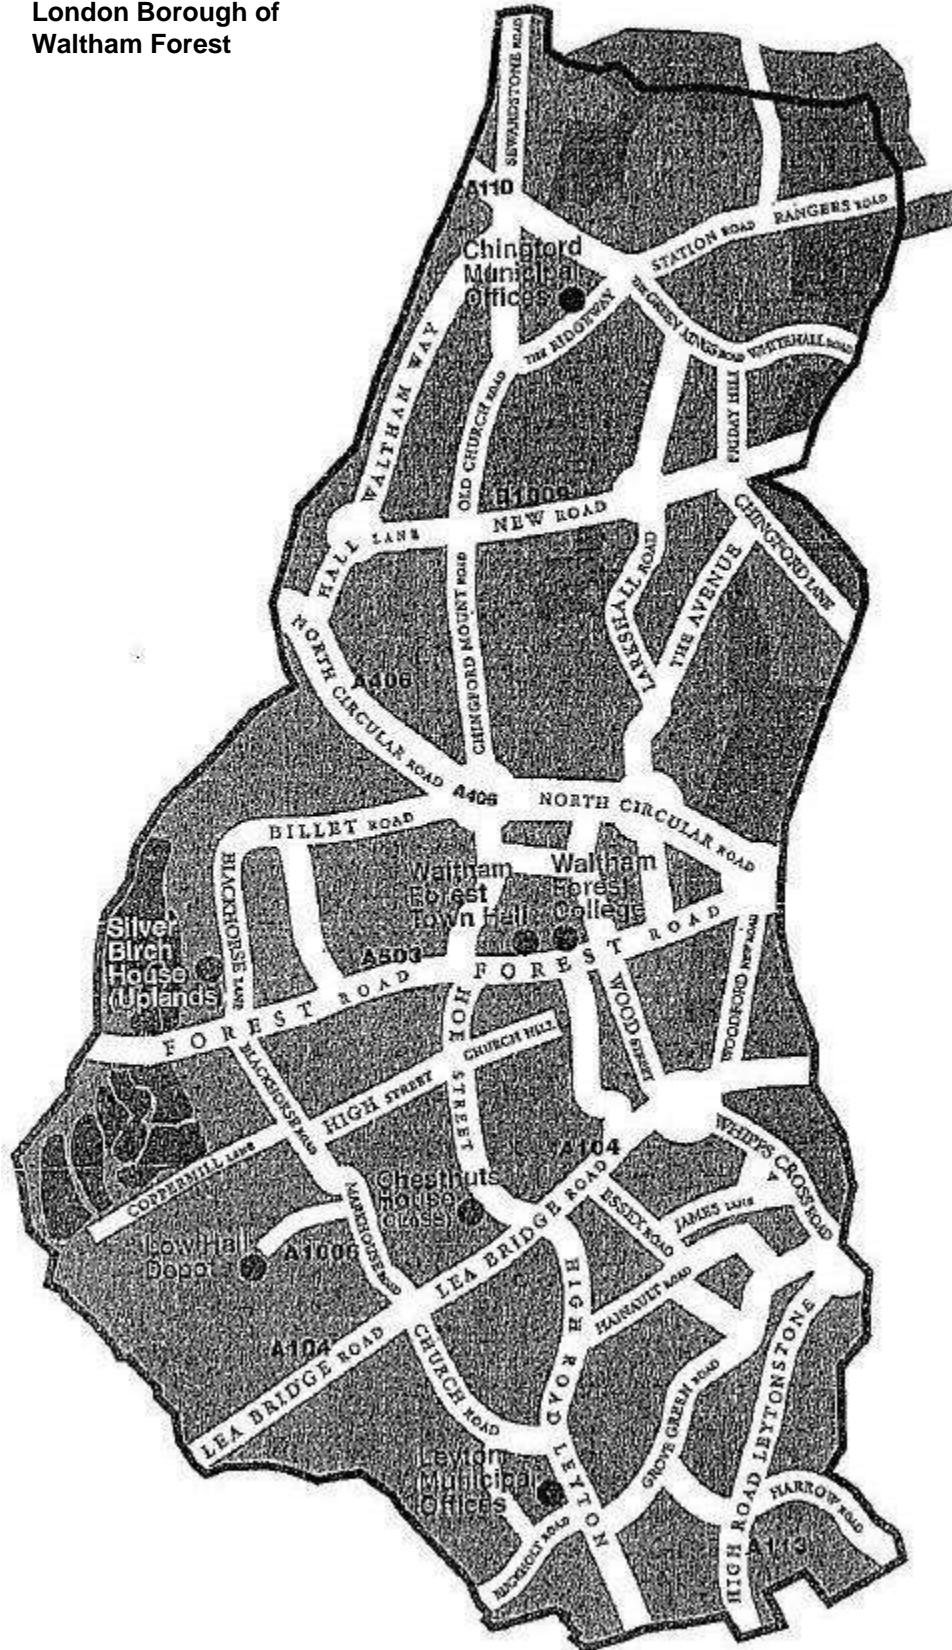 London Borough of
Waltham Forest
SEWARDSTONE ROAD
A110
Chingford
Municipal
Offices
STATION ROAD
RANGERS ROAD
THE RIDGEWAY
THE GREEN
KINGS ROAD
WHITEHALL ROAD
WALTHAM WAY
OLD CHURCH ROAD
FRIDAY HILL
B1009
NEW ROAD
HALL LANE
CHINGFORD LANE
CHINGFORD MOUNT ROAD
LARKSHALL ROAD
THE AVENUE
NORTH CIRCULAR ROAD
A406
A406
NORTH CIRCULAR ROAD
BILLET ROAD
BLACKHORSE LANE
Waltham
Forest
Town Hall
Waltham
Forest
College
Silver
Birch
House
(Uplands
A503
FOREST ROAD
FOREST ROAD
WOOD STREET
WOODFORD NEW ROAD
HOE STREET
CHURCH HILL
BLACKHORSE ROAD
HIGH STREET
COPPERMILL LANE
A104
WHIPPS CROSS ROAD
Chestnuts
House
(Closs)
MARKHOUSE ROAD
ESSEX ROAD
JAMES LANE
Low Hall
Depot
A1006
LEA BRIDGE ROAD
HAINAULT ROAD
A104
LEA BRIDGE ROAD
CHURCH ROAD
HIGH ROAD LEYTON
GROVE GREEN ROAD
HIGH ROAD LEYTONSTONE
Leyton
Municipal
Offices
RUCKHOLT ROAD
HARROW ROAD
A113